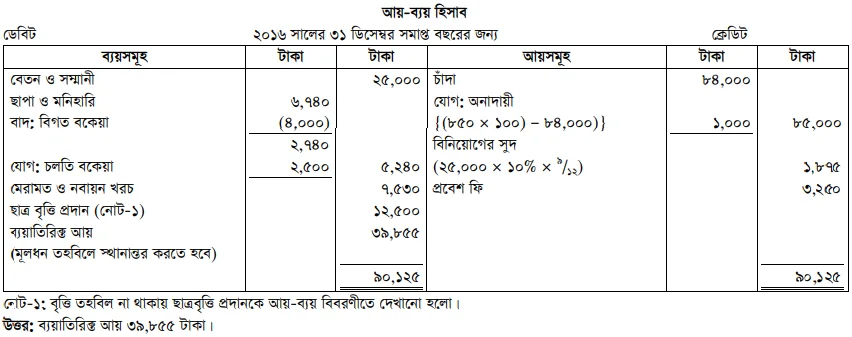 আয়-ব্যয় হিসাব
ডেবিট ২০১৬ সালের ৩১ ডিসেম্বর সমাপ্ত বছরের জন্য ক্রেডিট
ব্যয়সমূহ টাকা টাকা আয়সমূহ টাকা টাকা
বেতন ও সম্মানী ২৫,০০০ চাঁদা ৮৪,০০০
ছাপা ও মনিহারি ৬,৭৪০ যোগ: অনাদায়ী
বাদ: বিগত বকেয়া (৪,০০০) {(৮৫০ × ১০০) – ৮৪,০০০)} ১,০০০ ৮৫,০০০
২,৭৪০ বিনিয়োগের সুদ
যোগ: চলতি বকেয়া ২,৫০০ ৫,২৪০ (২৫,০০০ × ১০% × ৯/১২) ১,৮৭৫
মেরামত ও নবায়ন খরচ ৭,৫৩০ প্রবেশ ফি ৩,২৫০
ছাত্র বৃত্তি প্রদান (নোট-১) ১২,৫০০
ব্যয়াতিরিক্ত আয় ৩৯,৮৫৫
(মূলধন তহবিলে স্থানান্তর করতে হবে)
৯০,১২৫ ৯০,১২৫
নোট-১: বৃত্তি তহবিল না থাকায় ছাত্রবৃত্তি প্রদানকে আয়-ব্যয় বিবরণীতে দেখানো হলো।
উত্তর: ব্যয়াতিরিক্ত আয় ৩৯,৮৫৫ টাকা।